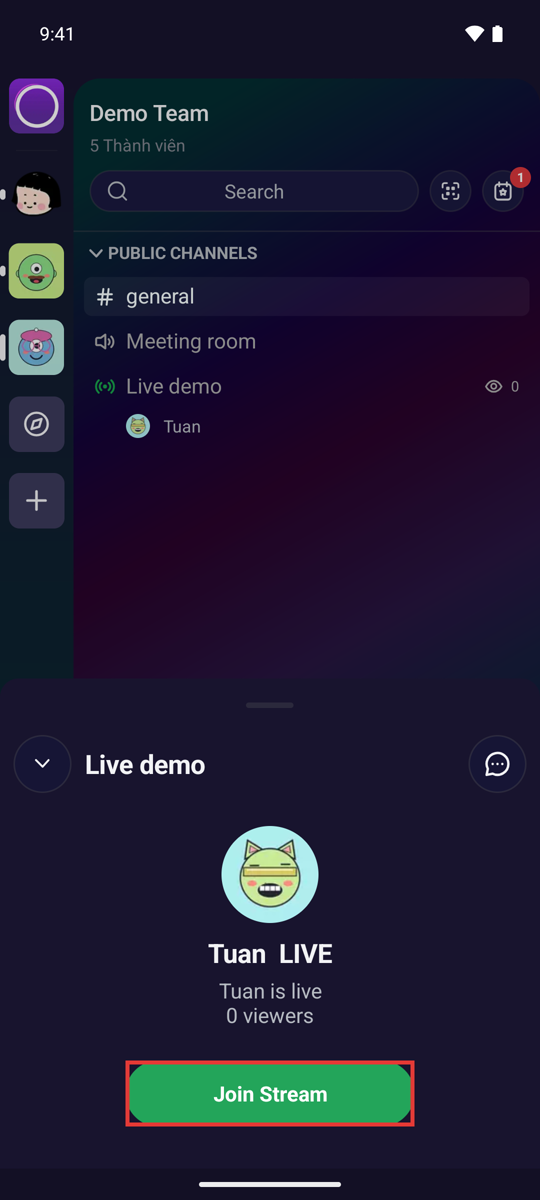 9:41
Demo Team
5 Thành viên
Search
1
PUBLIC CHANNELS
general
Meeting room
Live demo
0
Tuan
Live demo
Tuan LIVE
Tuan is live
0 viewers
Join Stream